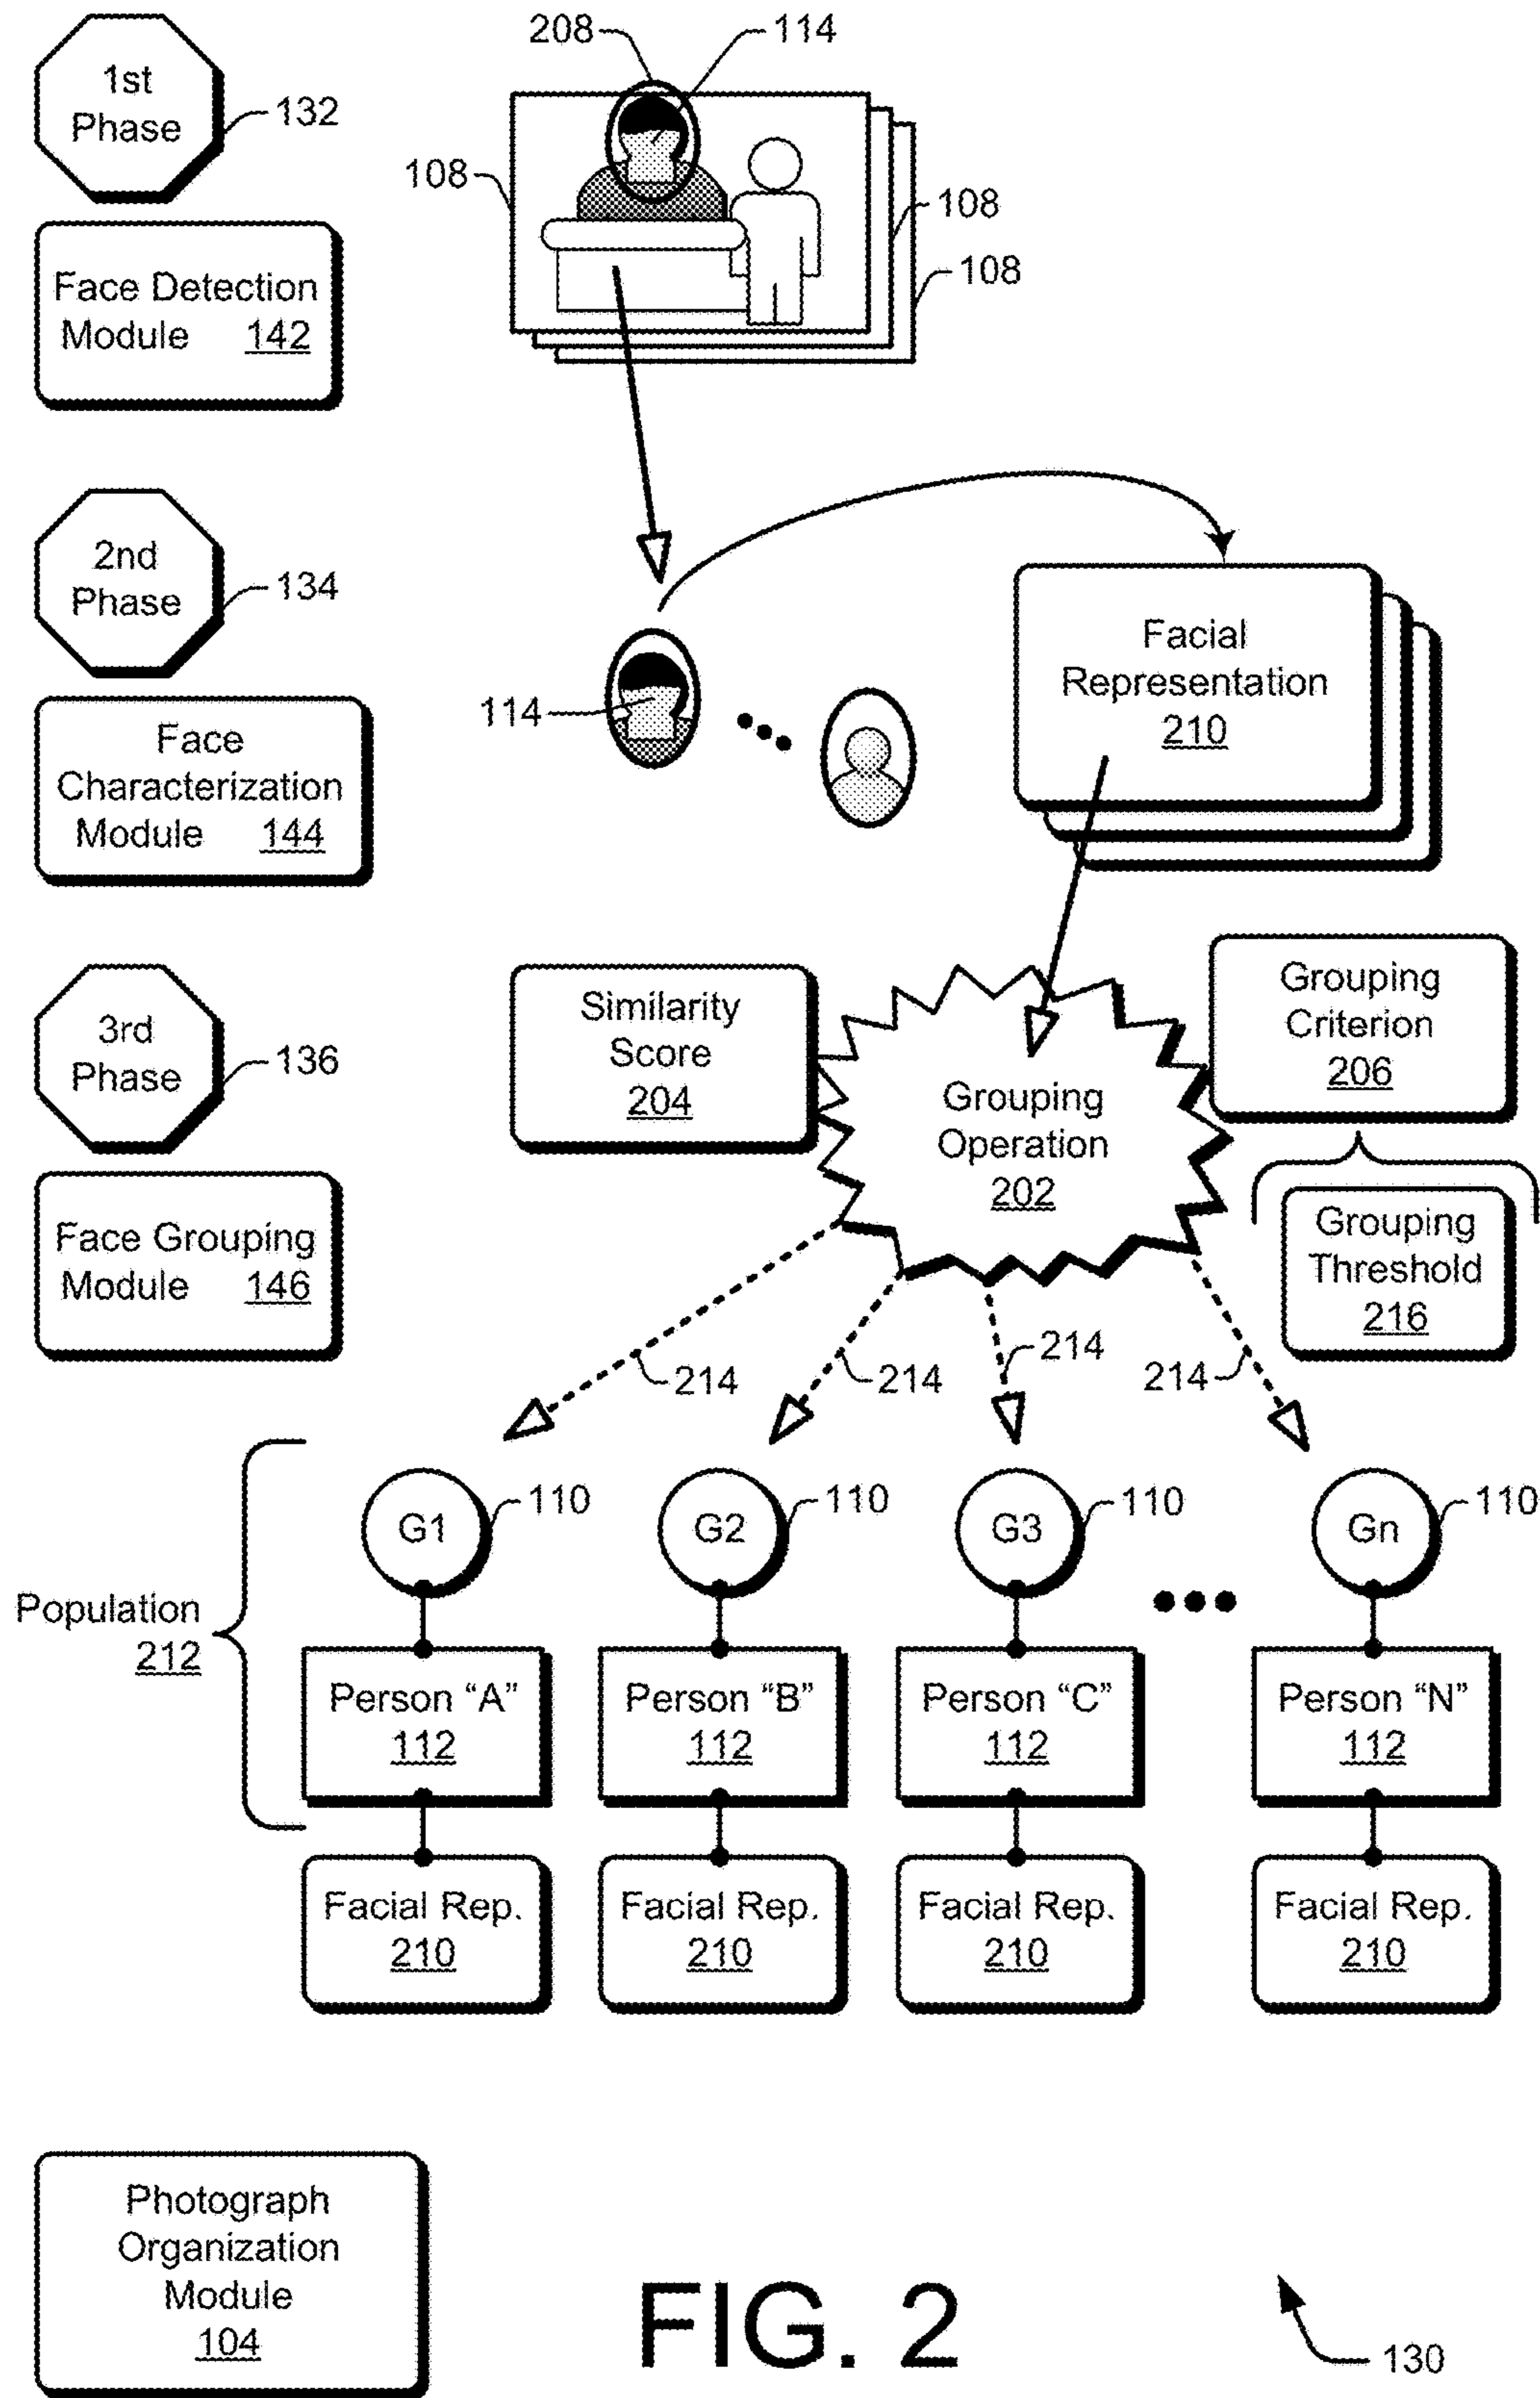 208
114
1st
Phase
132
108
108
108
Face Detection
Module 142
2nd
Phase
134
Facial
Representation
210
114
Face
Characterization
Module 144
3rd
Phase
136
Similarity
Score
204
Grouping
Criterion
206
Grouping
Operation
202
Face Grouping
Module 146
Grouping
Threshold
216
214
214
214
214
G1
110
G2
110
G3
110
Gn
110
Population
212
Person “A”
112
Person “B”
112
Person “C”
112
Person “N”
112
Facial Rep.
210
Facial Rep.
210
Facial Rep.
210
Facial Rep.
210
Photograph
Organization
Module
104
FIG. 2
130